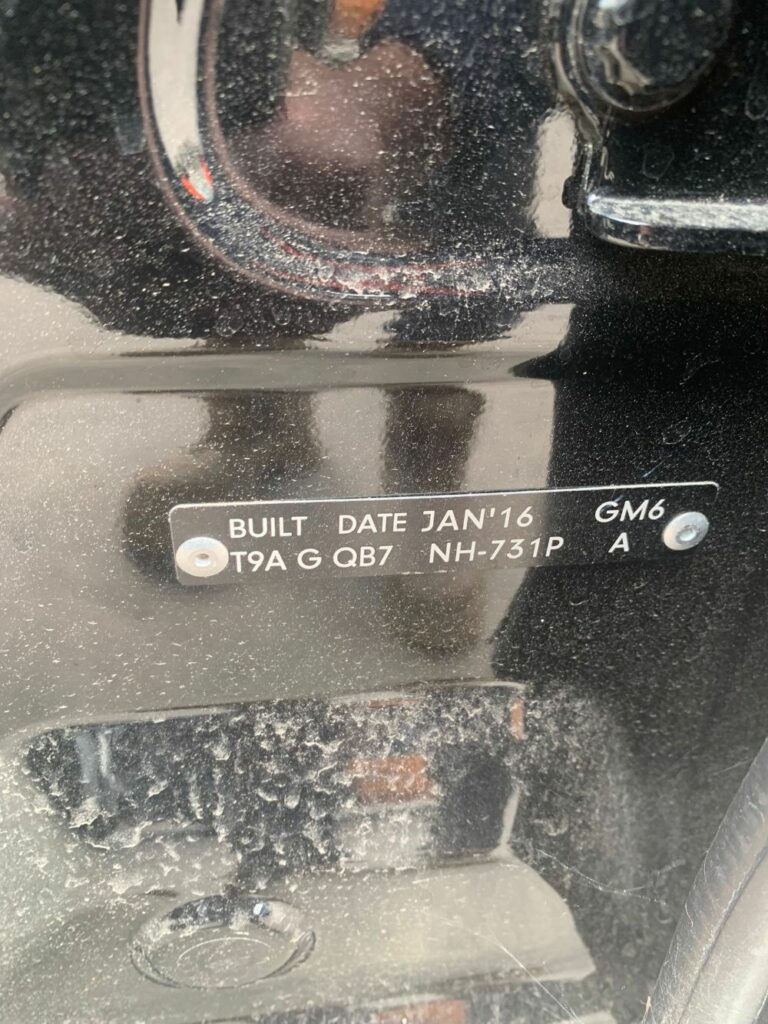 BUILT DATE JAN'16 GM6
T9A G QB7 NH-731P A